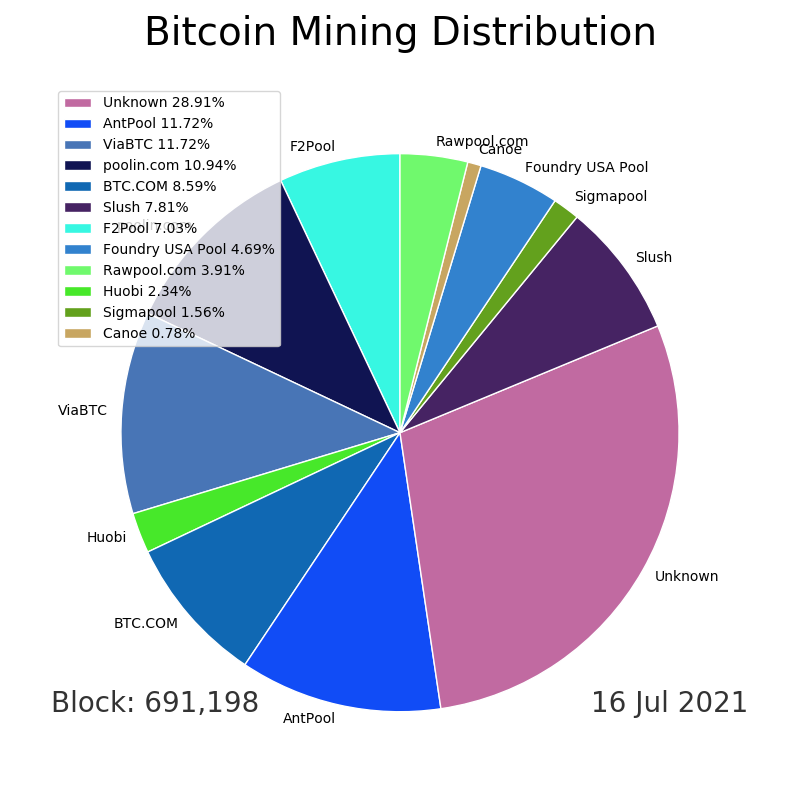 Bitcoin Mining Distribution
Unknown 28.91%
AntPool 11.72%
ViaBTC 11.72%
poolin.com 10.94%
BTC.COM 8.59%
Slush 7.81%
F2Pool 7.03%
Foundry USA Pool 4.69%
Rawpool.com 3.91%
Huobi 2.34%
Sigmapool 1.56%
Canoe 0.78%
F2Pool
Rawpool.com
Canoe
Foundry USA Pool
Sigmapool
Slush
poolin.com
ViaBTC
Huobi
Unknown
BTC.COM
AntPool
Block: 691,198
16 Jul 2021